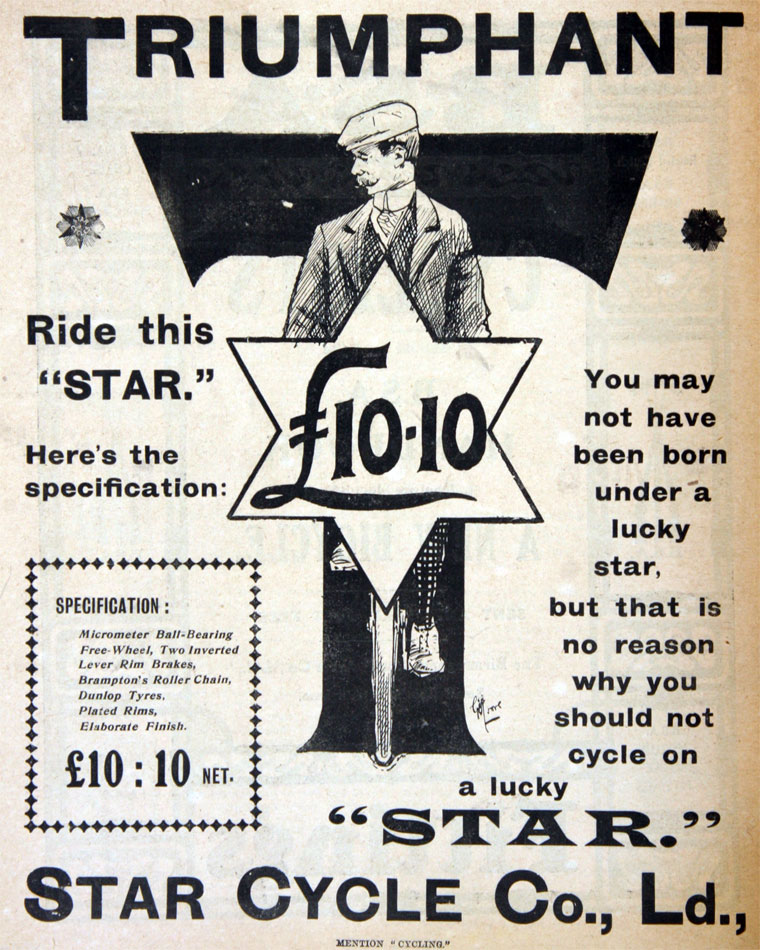 TRIUMPHANT
Ride this
“STAR.”
£10-10
Here's the
specification:
SPECIFICATION:
Micrometer Ball-Bearing
Free-Wheel, Two Inverted
Lever Rim Brakes,
Brampton's Roller Chain,
Dunlop Tyres,
Plated Rims,
Elaborate Finish.
£10 : 10 NET.
You may
not have
been born
under a
lucky
star,
but that is
no reason
why you
should not
cycle on
a lucky
“STAR.”
STAR CYCLE Co., Ld.,
MENTION “CYCLING.”